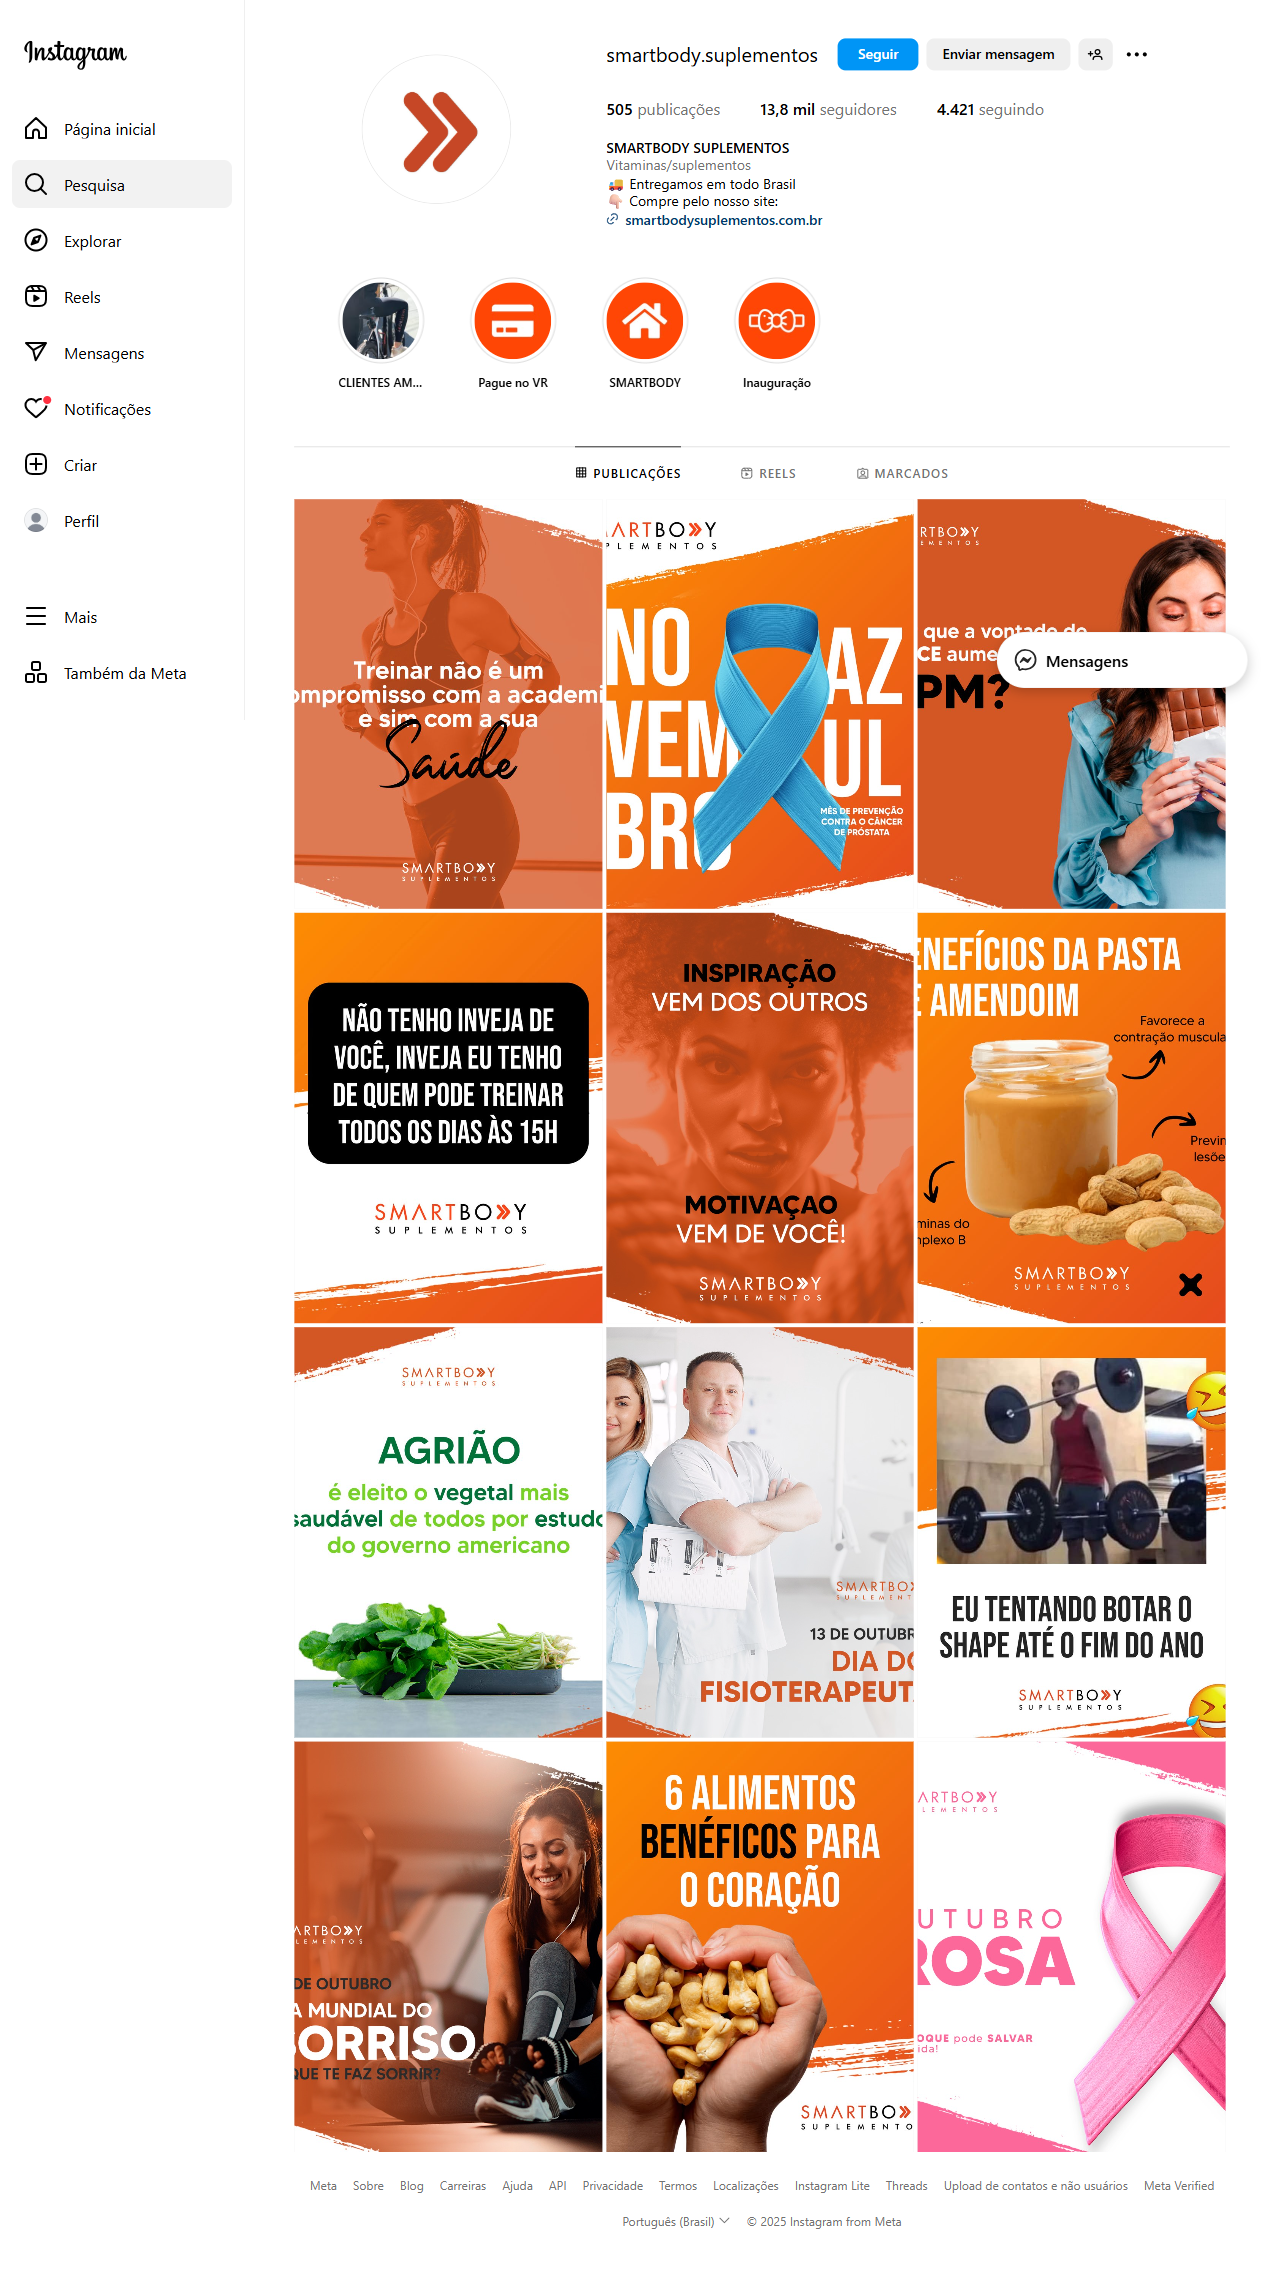 Instagram
Página inicial
Pesquisa
Explorar
Reels
Mensagens
Notificações
Criar
Perfil
Mais
Também da Meta
smartbody.suplementos
Seguir
Enviar mensagem
505 publicações
13,8 mil seguidores
4.421 seguindo
SMARTBODY SUPLEMENTOS
Vitaminas/suplementos
🚚 Entregamos em todo Brasil
👇🏻 Compre pelo nosso site:
smartbodysuplementos.com.br
CLIENTES AM...
Pague no VR
SMARTBODY
Inauguração
PUBLICAÇÕES
REELS
MARCADOS
Treinar não é um
ompromisso com a academi
e sim com a sua
Saúde
SMARTBODY
SUPLEMENTOS
MARTBODY
PLEMENTOS
NO
VEM
BRO
AZ
UL
MÊS DE PREVENÇÃO
CONTRA O CÂNCER
DE PRÓSTATA
RTBODY
EMENTOS
que a vontade de
CE aume
PM?
Mensagens
NÃO TENHO INVEJA DE
VOCÊ, INVEJA EU TENHO
DE QUEM PODE TREINAR
TODOS OS DIAS ÀS 15H
SMARTBODY
SUPLEMENTOS
INSPIRAÇÃO
VEM DOS OUTROS
MOTIVAÇAO
VEM DE VOCÊ!
SMARTBODY
SUPLEMENTOS
ENEFÍCIOS DA PASTA
E AMENDOIM
Favorece a
contração muscula
Previn
lesõe
minas do
nplexo B
SMARTBODY
SUPLEMENTOS
SMARTBODY
SUPLEMENTOS
AGRIÃO
é eleito o vegetal mais
saudável de todos por estudo
do governo americano
SMARTBO
SUPLEMENT
13 DE OUTUBR
DIA DO
FISIOTERAPEUT
EU TENTANDO BOTAR O
SHAPE ATÉ O FIM DO ANO
SMARTBODY
SUPLEMENTOS
ARTBODY
LEMENTOS
DE OUTUBRO
A MUNDIAL DO
SORRISO
QUE TE FAZ SORRIR?
6 ALIMENTOS
BENÉFICOS PARA
O CORAÇÃO
SMARTBOD
SUPLEMENTO
ARTBODY
LEMENTOS
UTUBRO
ROSA
OQUE pode SALVAR
ida!
Meta Sobre Blog Carreiras Ajuda API Privacidade Termos Localizações Instagram Lite Threads Upload de contatos e não usuários Meta Verified
Português (Brasil) © 2025 Instagram from Meta